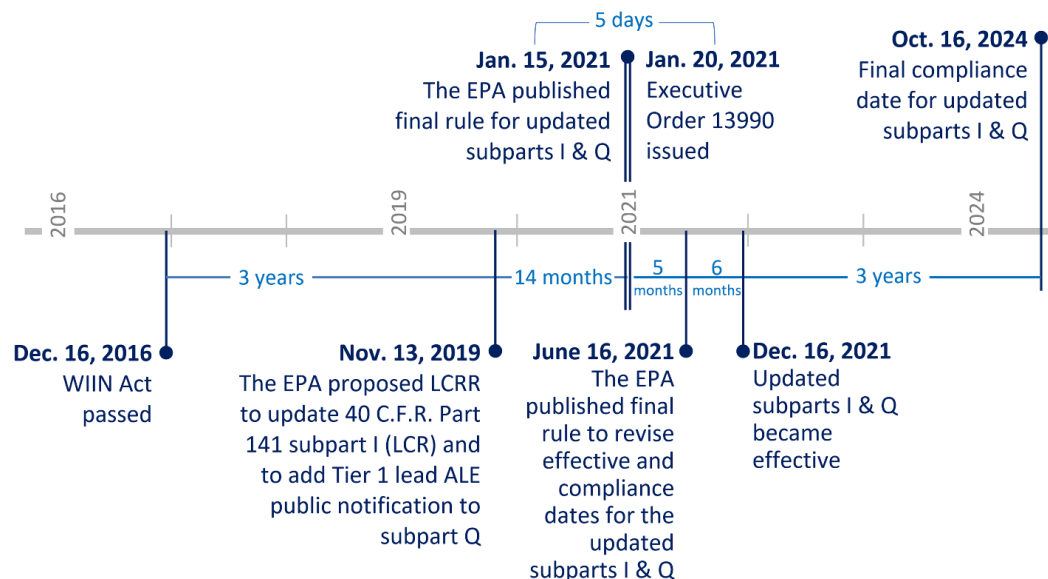 5 days
Jan. 15, 2021
The EPA published
final rule for updated
subparts I & Q
Jan. 20, 2021
Executive
Order 13990
issued
Oct. 16, 2024
Final compliance
date for updated
subparts I & Q
2016
2019
2021
2024
3 years
14 months
5
months
6
months
3 years
Dec. 16, 2016
WIIN Act
passed
Nov. 13, 2019
The EPA proposed LCRR
to update 40 C.F.R. Part
141 subpart I (LCR) and
to add Tier 1 lead ALE
public notification to
subpart Q
June 16, 2021
The EPA
published final
rule to revise
effective and
compliance
dates for the
updated
subparts I & Q
Dec. 16, 2021
Updated
subparts I & Q
became
effective